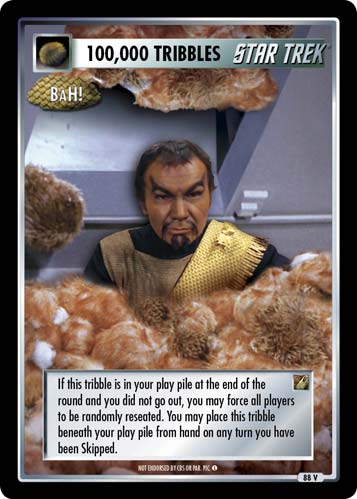 100,000 TRIBBLES STAR TREK
BaH!
If this tribble is in your play pile at the end of the
round and you did not go out, you may force all players
to be randomly reseated. You may place this tribble
beneath your play pile from hand on any turn you have
been Skipped.
NOT ENDORSED BY CBS OR PAR. PIC.
88 V